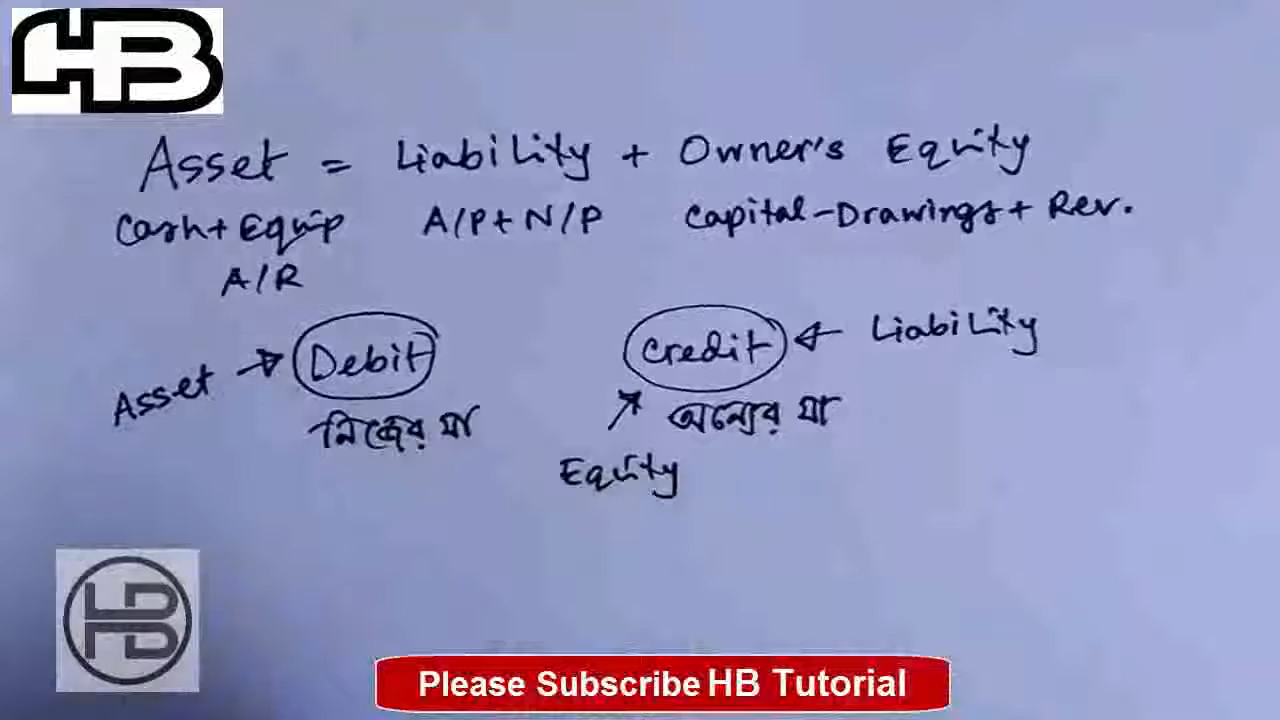 HB
Asset = Liability + Owner's Equity
Cash + Equip A/P + N/P Capital - Drawings + Rev.
A/R
Asset → Debit Credit ← Liability
নিজের যা অন্যের যা
Equity
HB
Please Subscribe HB Tutorial